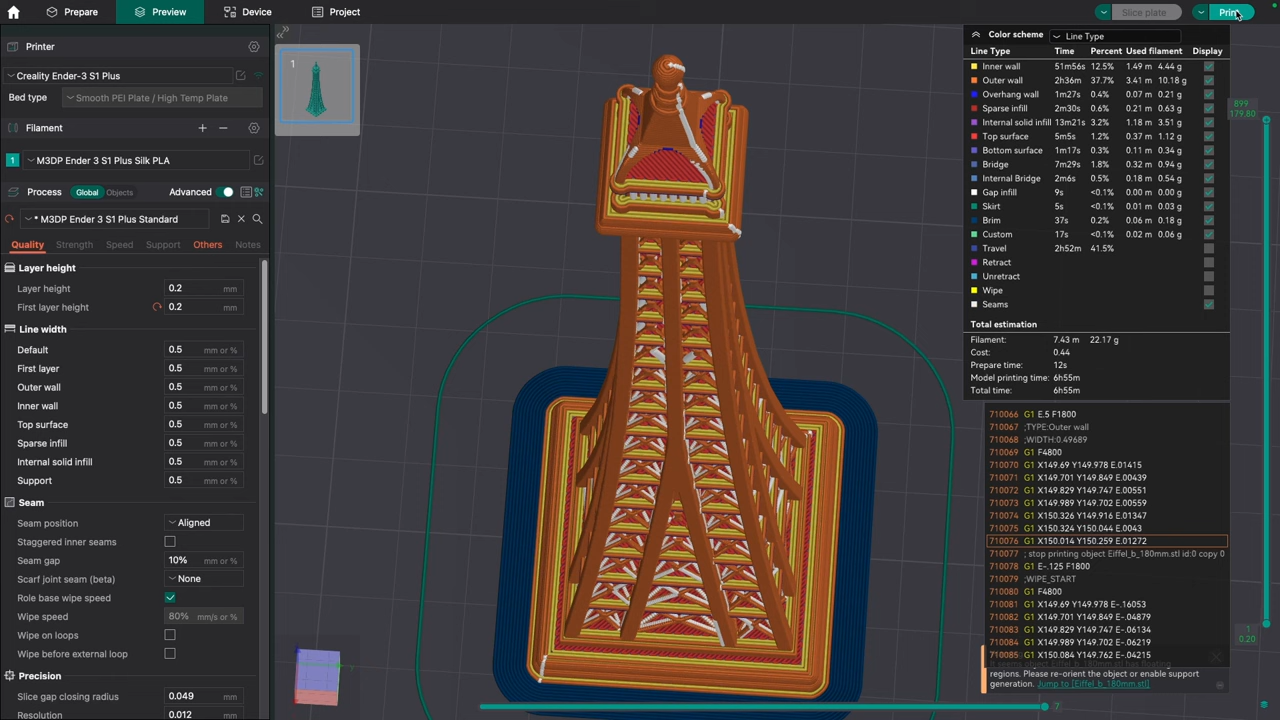 Prepare Preview Device Project Slice plate Print
Printer
Creality Ender-3 S1 Plus
Bed type Smooth PEI Plate / High Temp Plate
Filament
1 M3DP Ender 3 S1 Plus Silk PLA
Process Global Objects Advanced
* M3DP Ender 3 S1 Plus Standard
Quality Strength Speed Support Others Notes
Layer height
Layer height 0.2 mm
First layer height 0.2 mm
Line width
Default 0.5 mm or %
First layer 0.5 mm or %
Outer wall 0.5 mm or %
Inner wall 0.5 mm or %
Top surface 0.5 mm or %
Sparse infill 0.5 mm or %
Internal solid infill 0.5 mm or %
Support 0.5 mm or %
Seam
Seam position Aligned
Staggered inner seams
Seam gap 10% mm or %
Scarf joint seam (beta) None
Role base wipe speed
Wipe speed 80% mm/s or %
Wipe on loops
Wipe before external loop
Precision
Slice gap closing radius 0.049 mm
Resolution 0.012 mm
1
Color scheme Line Type
Line Type Time Percent Used filament Display
Inner wall 51m56s 12.5% 1.49 m 4.44 g
Outer wall 2h36m 37.7% 3.41 m 10.18 g
Overhang wall 1m27s 0.4% 0.07 m 0.21 g
Sparse infill 2m30s 0.6% 0.21 m 0.63 g
Internal solid infill 13m21s 3.2% 1.18 m 3.51 g
Top surface 5m5s 1.2% 0.37 m 1.12 g
Bottom surface 1m17s 0.3% 0.11 m 0.34 g
Bridge 7m29s 1.8% 0.32 m 0.94 g
Internal Bridge 2m6s 0.5% 0.18 m 0.54 g
Gap infill 9s <0.1% 0.00 m 0.00 g
Skirt 5s <0.1% 0.01 m 0.03 g
Brim 37s 0.2% 0.06 m 0.18 g
Custom 17s <0.1% 0.02 m 0.06 g
Travel 2h52m 41.5%
Retract
Unretract
Wipe
Seams
Total estimation
Filament: 7.43 m 22.17 g
Cost: 0.44
Prepare time: 12s
Model printing time: 6h55m
Total time: 6h55m
899
179.80
710066 G1 E.5 F1800
710067 ;TYPE:Outer wall
710068 ;WIDTH:0.49689
710069 G1 F4800
710070 G1 X149.69 Y149.978 E.01415
710071 G1 X149.701 Y149.849 E.00439
710072 G1 X149.829 Y149.747 E.00551
710073 G1 X149.989 Y149.702 E.00559
710074 G1 X150.326 Y149.916 E.01347
710075 G1 X150.324 Y150.044 E.0043
710076 G1 X150.014 Y150.259 E.01272
710077 ; stop printing object Eiffel_b_180mm.stl id:0 copy 0
710078 G1 E-.125 F1800
710079 ;WIPE_START
710080 G1 F4800
710081 G1 X149.69 Y149.978 E-.16053
710082 G1 X149.701 Y149.849 E-.04879
710083 G1 X149.829 Y149.747 E-.06134
710084 G1 X149.989 Y149.702 E-.06219
710085 G1 X150.084 Y149.762 E-.04215
It seems object Eiffel_b_180mm.stl has floating
regions. Please re-orient the object or enable support
generation. Jump to [Eiffel_b_180mm.stl]
1
0.20
7